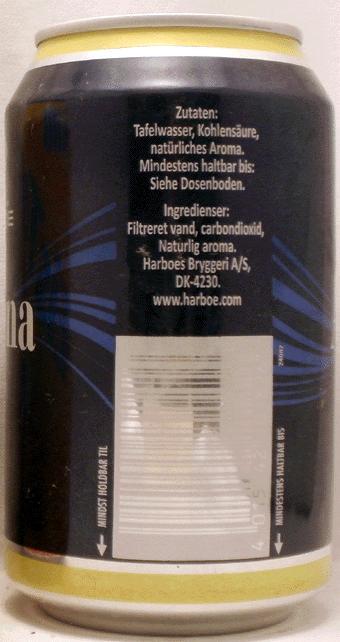 Zutaten:
Tafelwasser, Kohlensäure,
natürliches Aroma.
Mindestens haltbar bis:
Siehe Dosenboden.
Ingredienser:
Filtreret vand, carbondioxid,
Naturlig aroma.
Harboes Bryggeri A/S,
DK-4230.
www.harboe.com
na
MINDST HOLDBAR TIL
MINDESTENS HALTBAR BIS